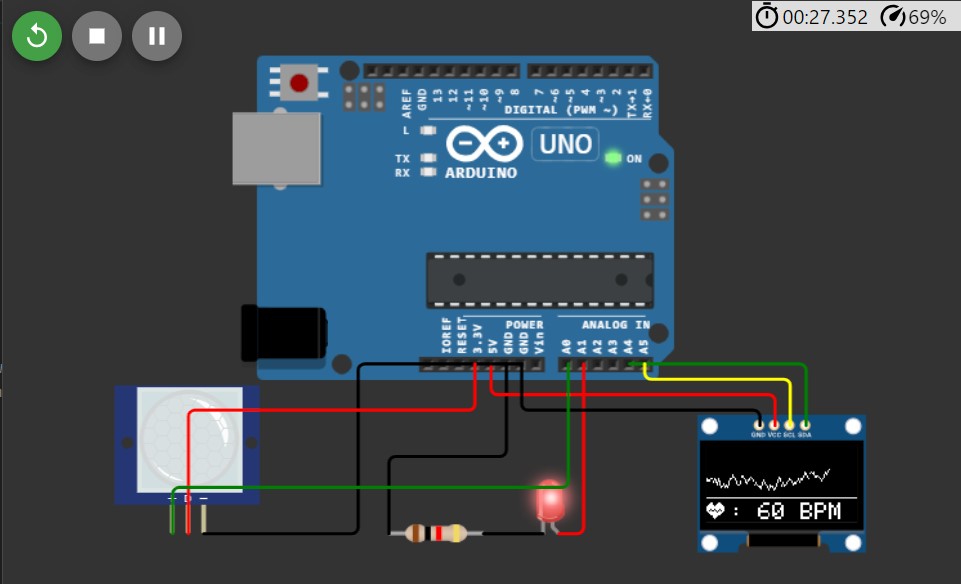 00:27.352 69%
AREF
GND
13
12
~11
~10
~9
8
7
~6
~5
4
~3
2
TX→1
RX←0
DIGITAL (PWM ~)
L
TX
RX
UNO
ON
ARDUINO
POWER
ANALOG IN
IOREF
RESET
3.3V
5V
GND
GND
Vin
A0
A1
A2
A3
A4
A5
GND VCC SCL SDA
+ D −
: 60 BPM